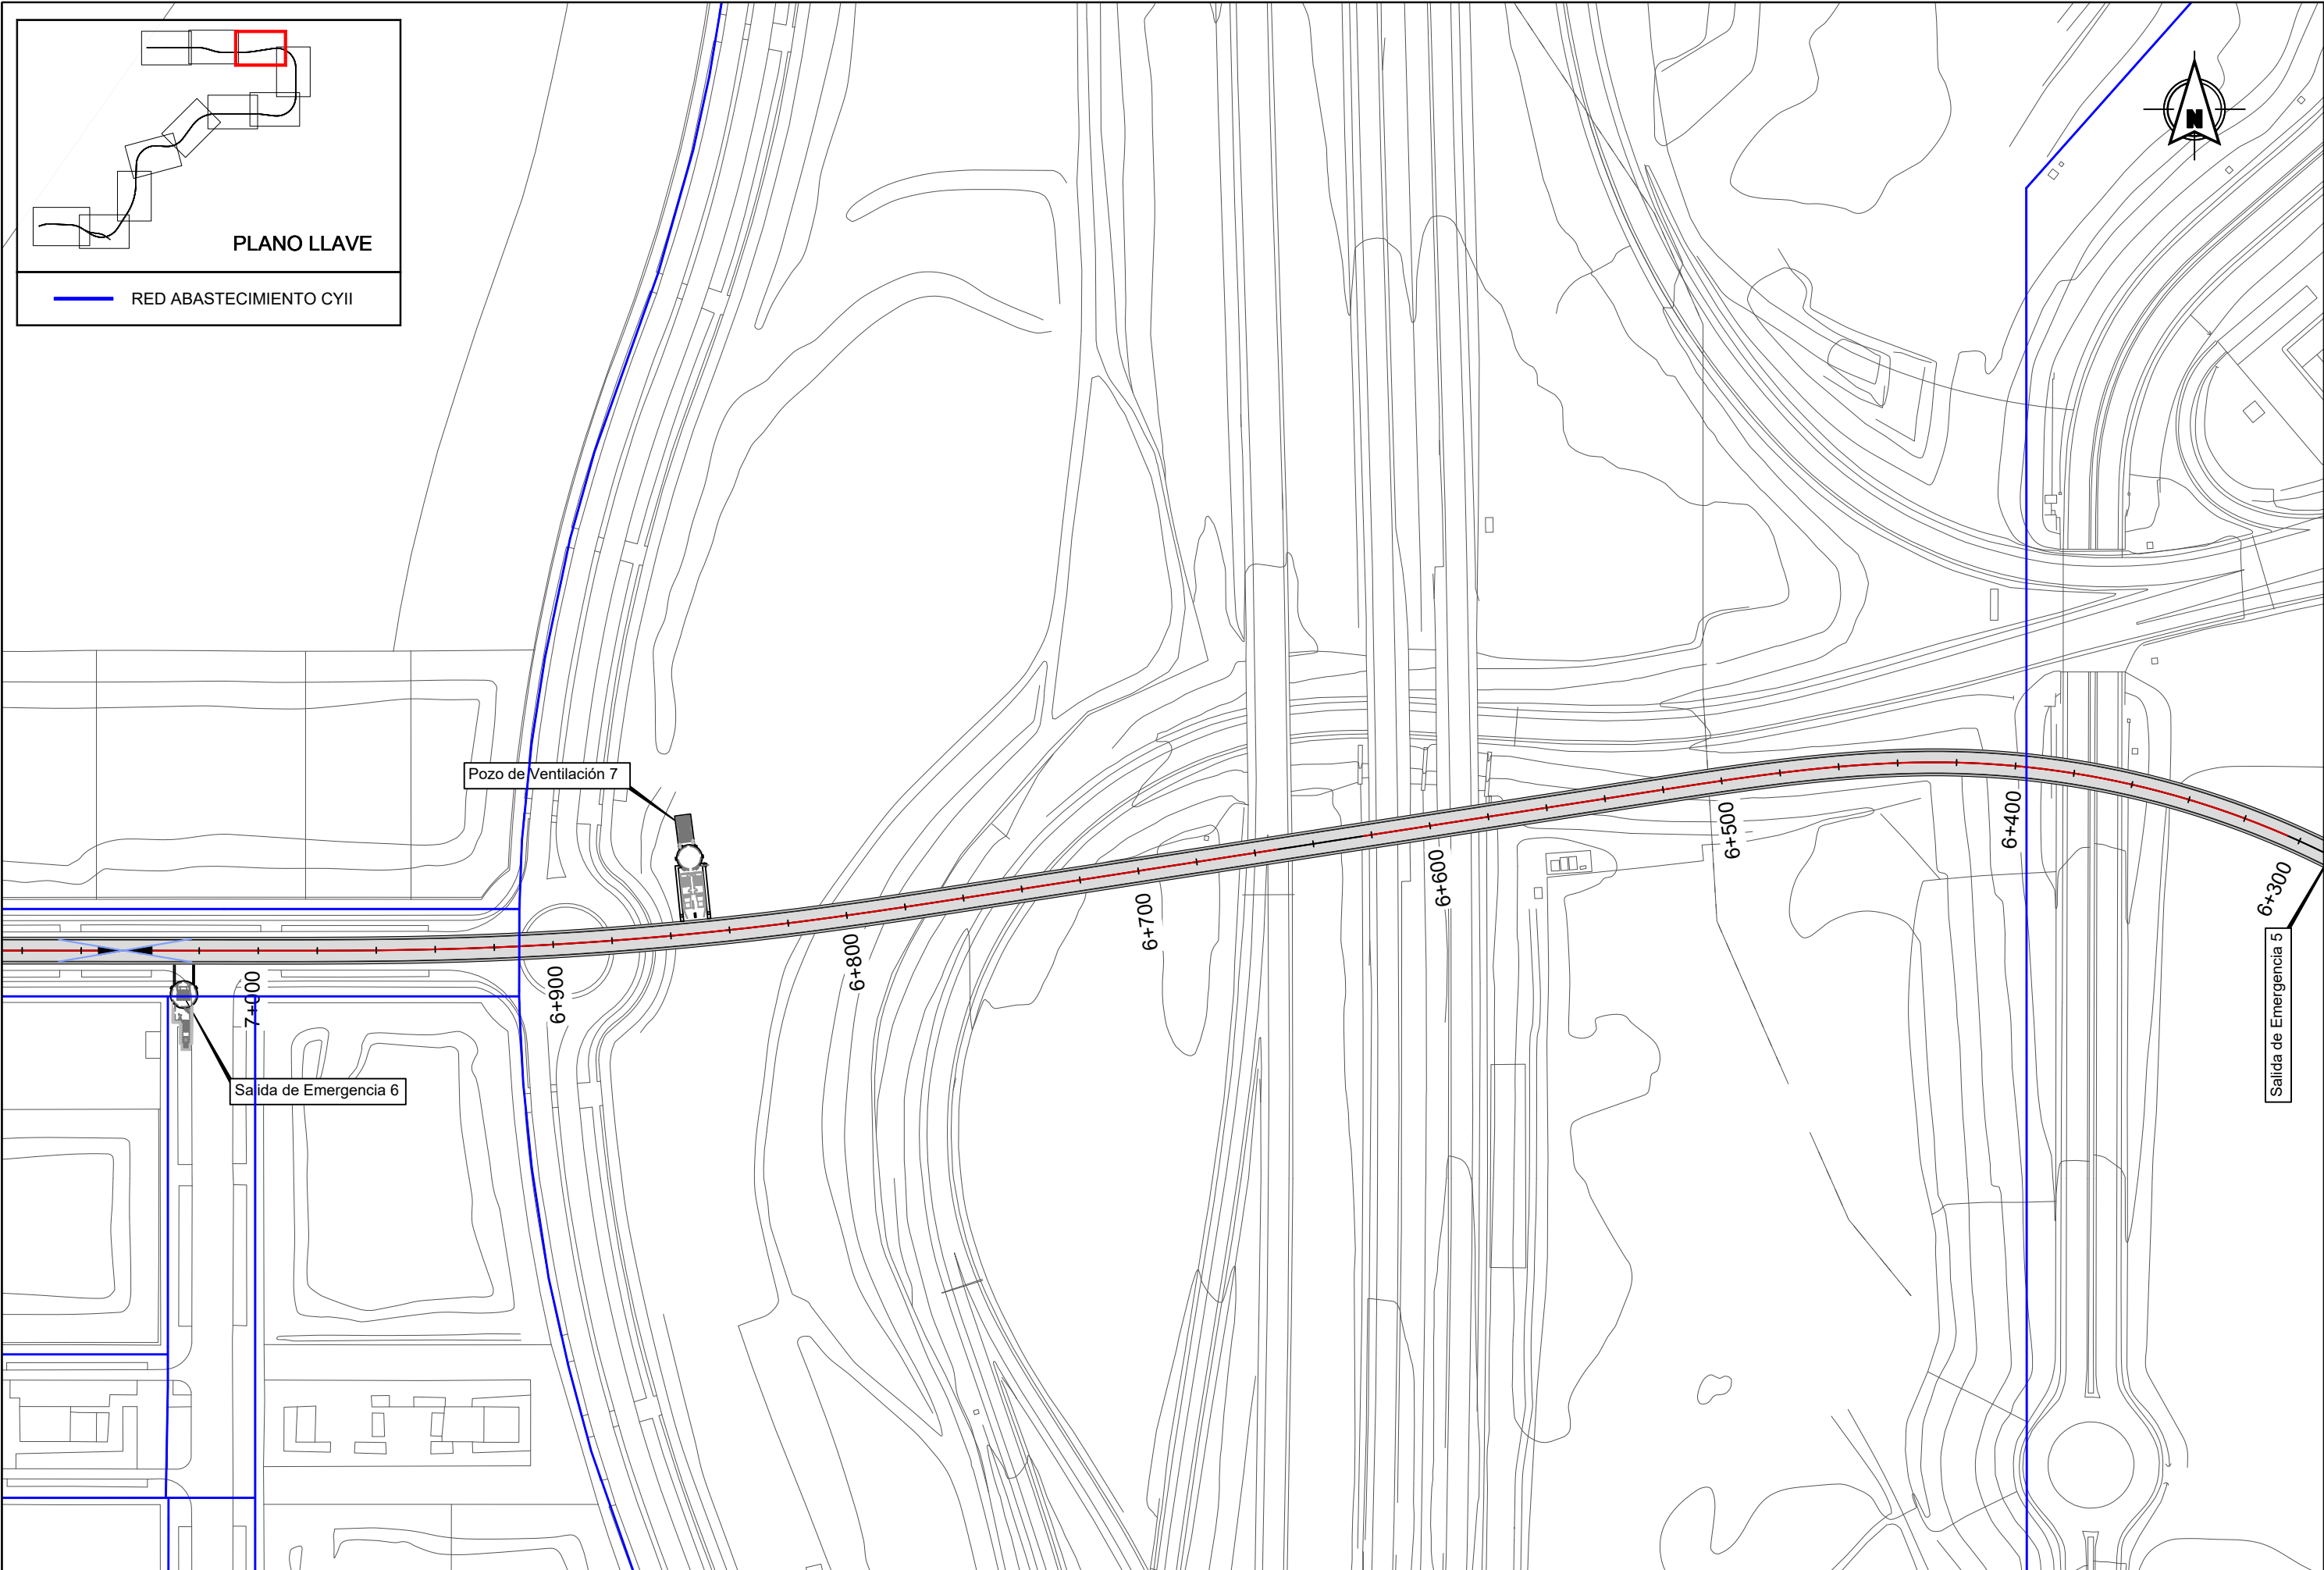 PLANO LLAVE
RED ABASTECIMIENTO CYII
N
Pozo de Ventilación 7
Salida de Emergencia 6
Salida de Emergencia 5
7+000
6+900
6+800
6+700
6+600
6+500
6+400
6+300